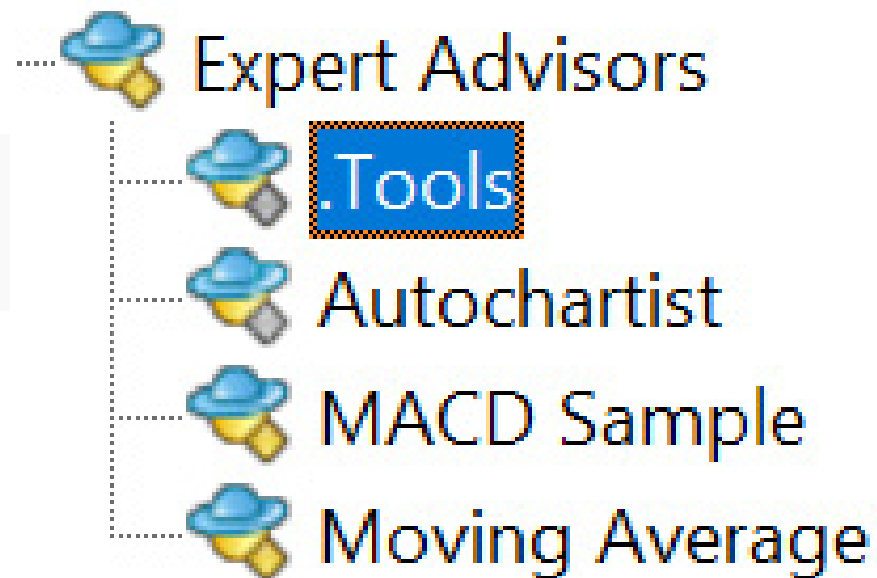 Expert Advisors
.Tools
Autochartist
MACD Sample
Moving Average